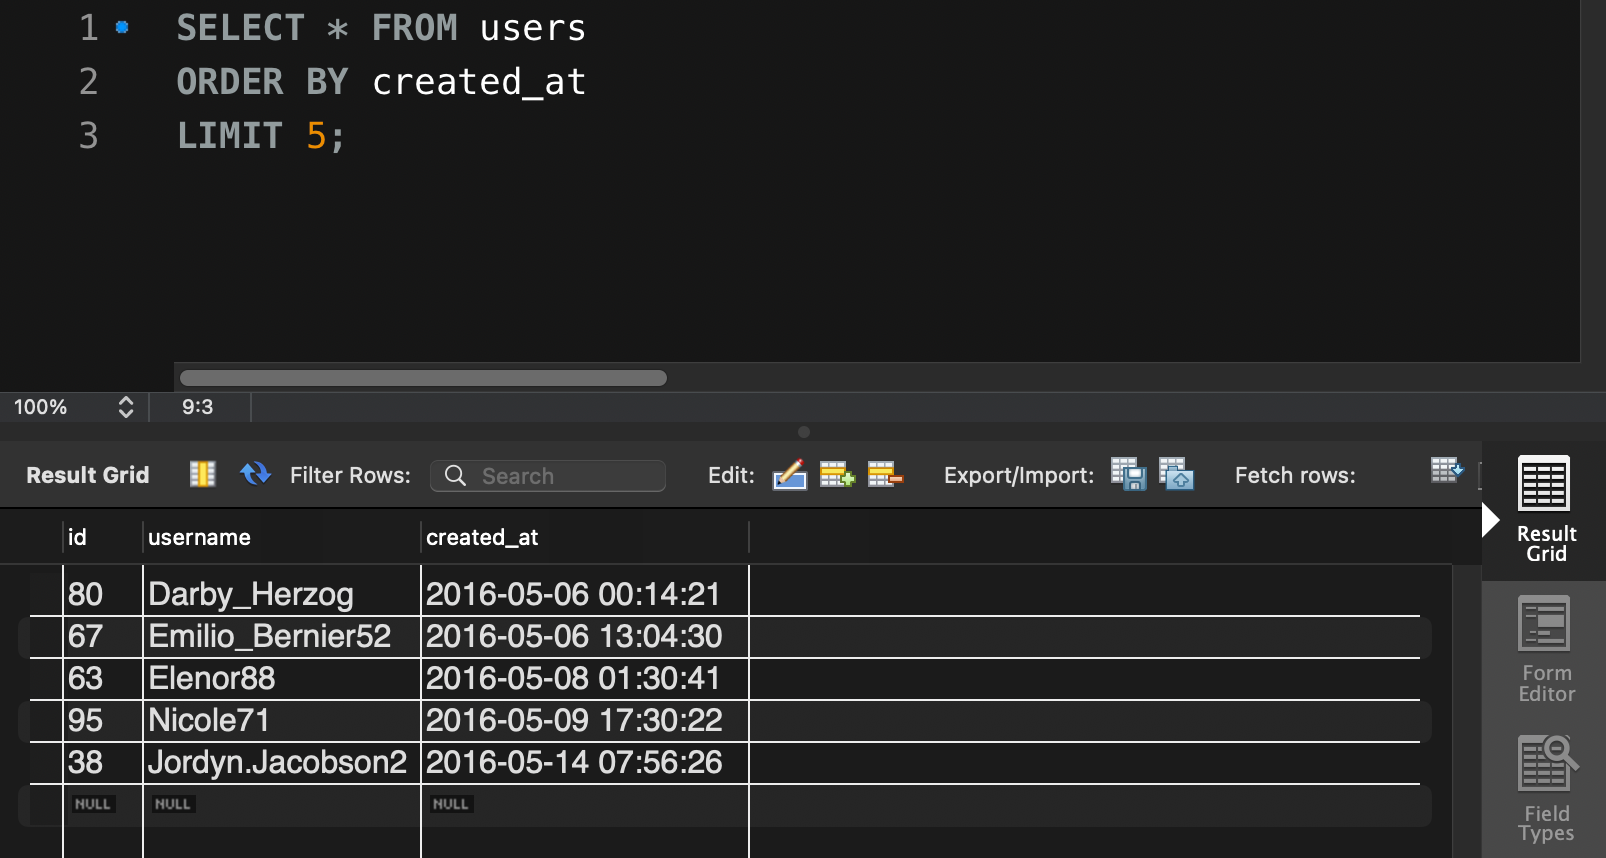 1 SELECT * FROM users
2 ORDER BY created_at
3 LIMIT 5;
100% 9:3
Result Grid Filter Rows: Search Edit: Export/Import: Fetch rows:
id username created_at
80 Darby_Herzog 2016-05-06 00:14:21
67 Emilio_Bernier52 2016-05-06 13:04:30
63 Elenor88 2016-05-08 01:30:41
95 Nicole71 2016-05-09 17:30:22
38 Jordyn.Jacobson2 2016-05-14 07:56:26
NULL NULL NULL
Result
Grid
Form
Editor
Field
Types